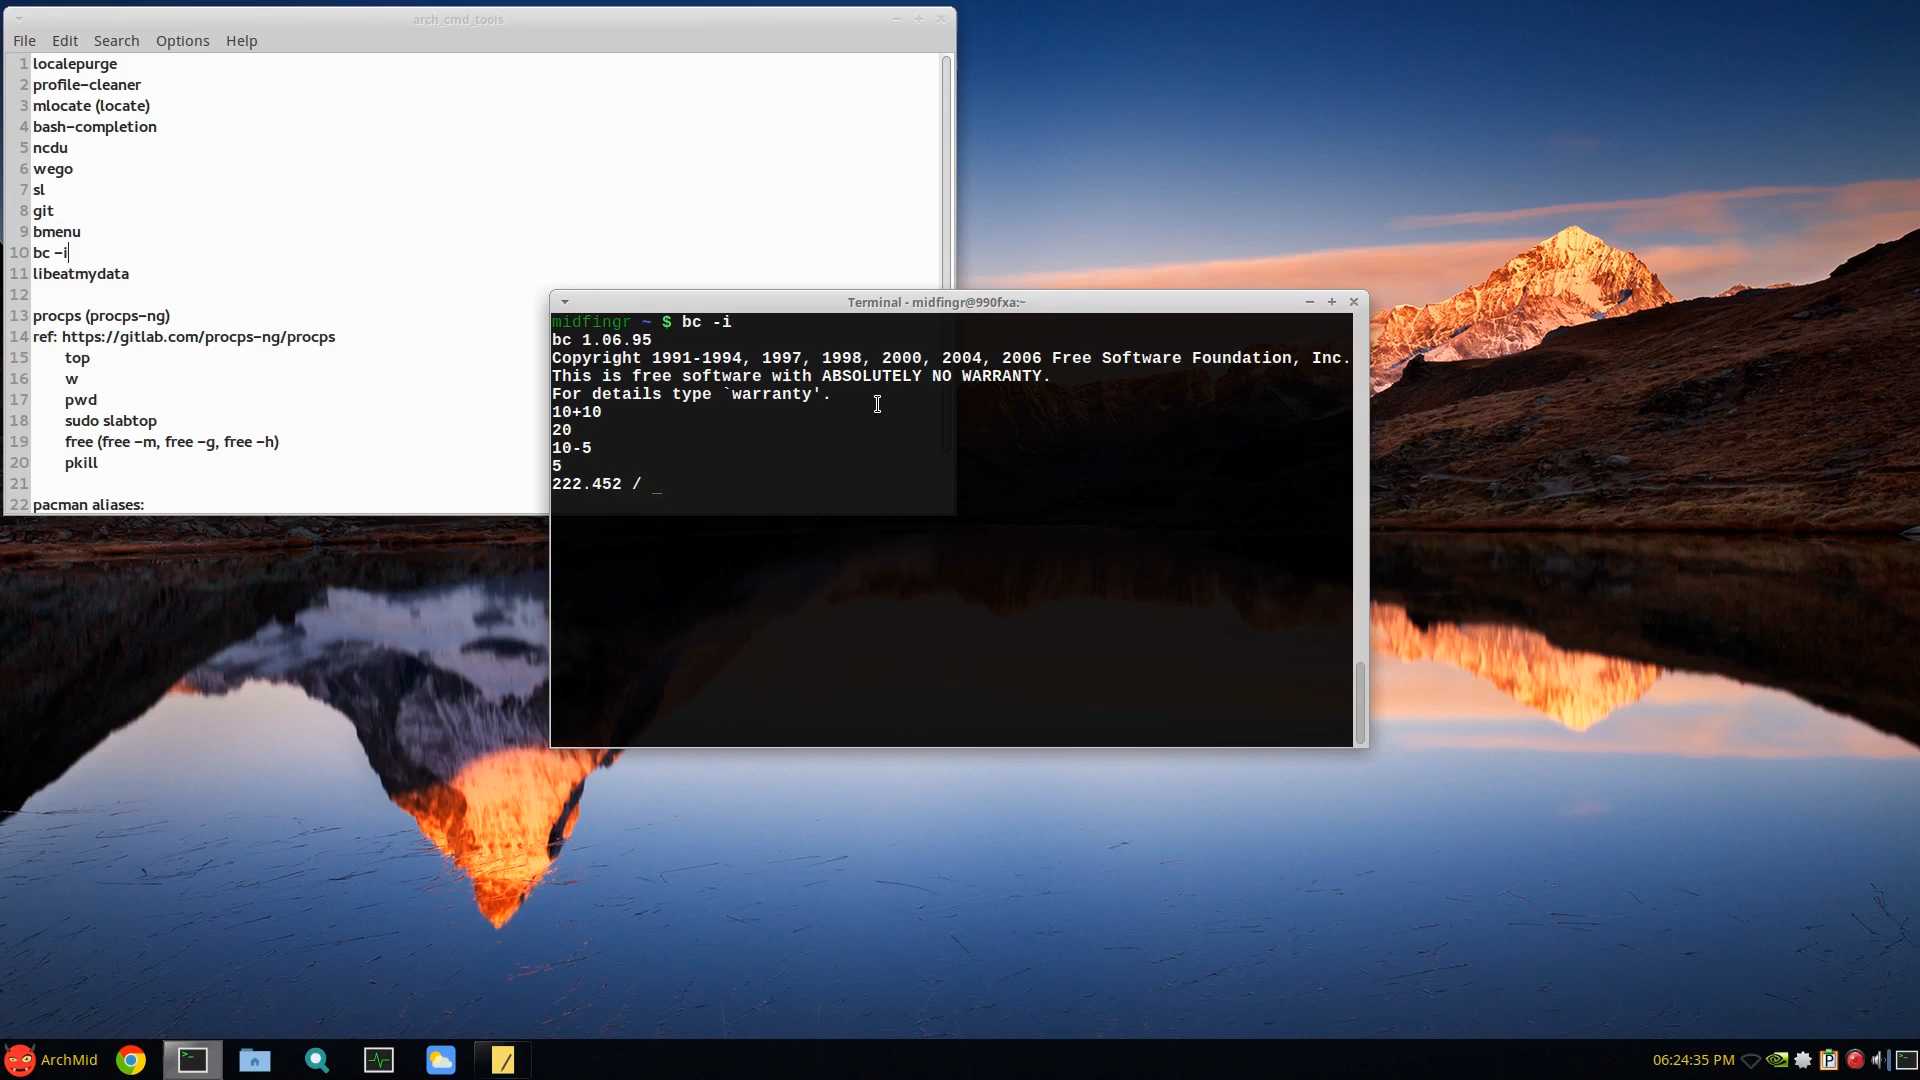 arch_cmd_tools
File Edit Search Options Help
1 localepurge
2 profile-cleaner
3 mlocate (locate)
4 bash-completion
5 ncdu
6 wego
7 sl
8 git
9 bmenu
10 bc -i
11 libeatmydata
12
13 procps (procps-ng)
14 ref: https://gitlab.com/procps-ng/procps
15 top
16 w
17 pwd
18 sudo slabtop
19 free (free -m, free -g, free -h)
20 pkill
21
22 pacman aliases:
Terminal - midfingr@990fxa:~
midfingr ~ $ bc -i
bc 1.06.95
Copyright 1991-1994, 1997, 1998, 2000, 2004, 2006 Free Software Foundation, Inc.
This is free software with ABSOLUTELY NO WARRANTY.
For details type `warranty'.
10+10
20
10-5
5
222.452 / _
ArchMid
06:24:35 PM